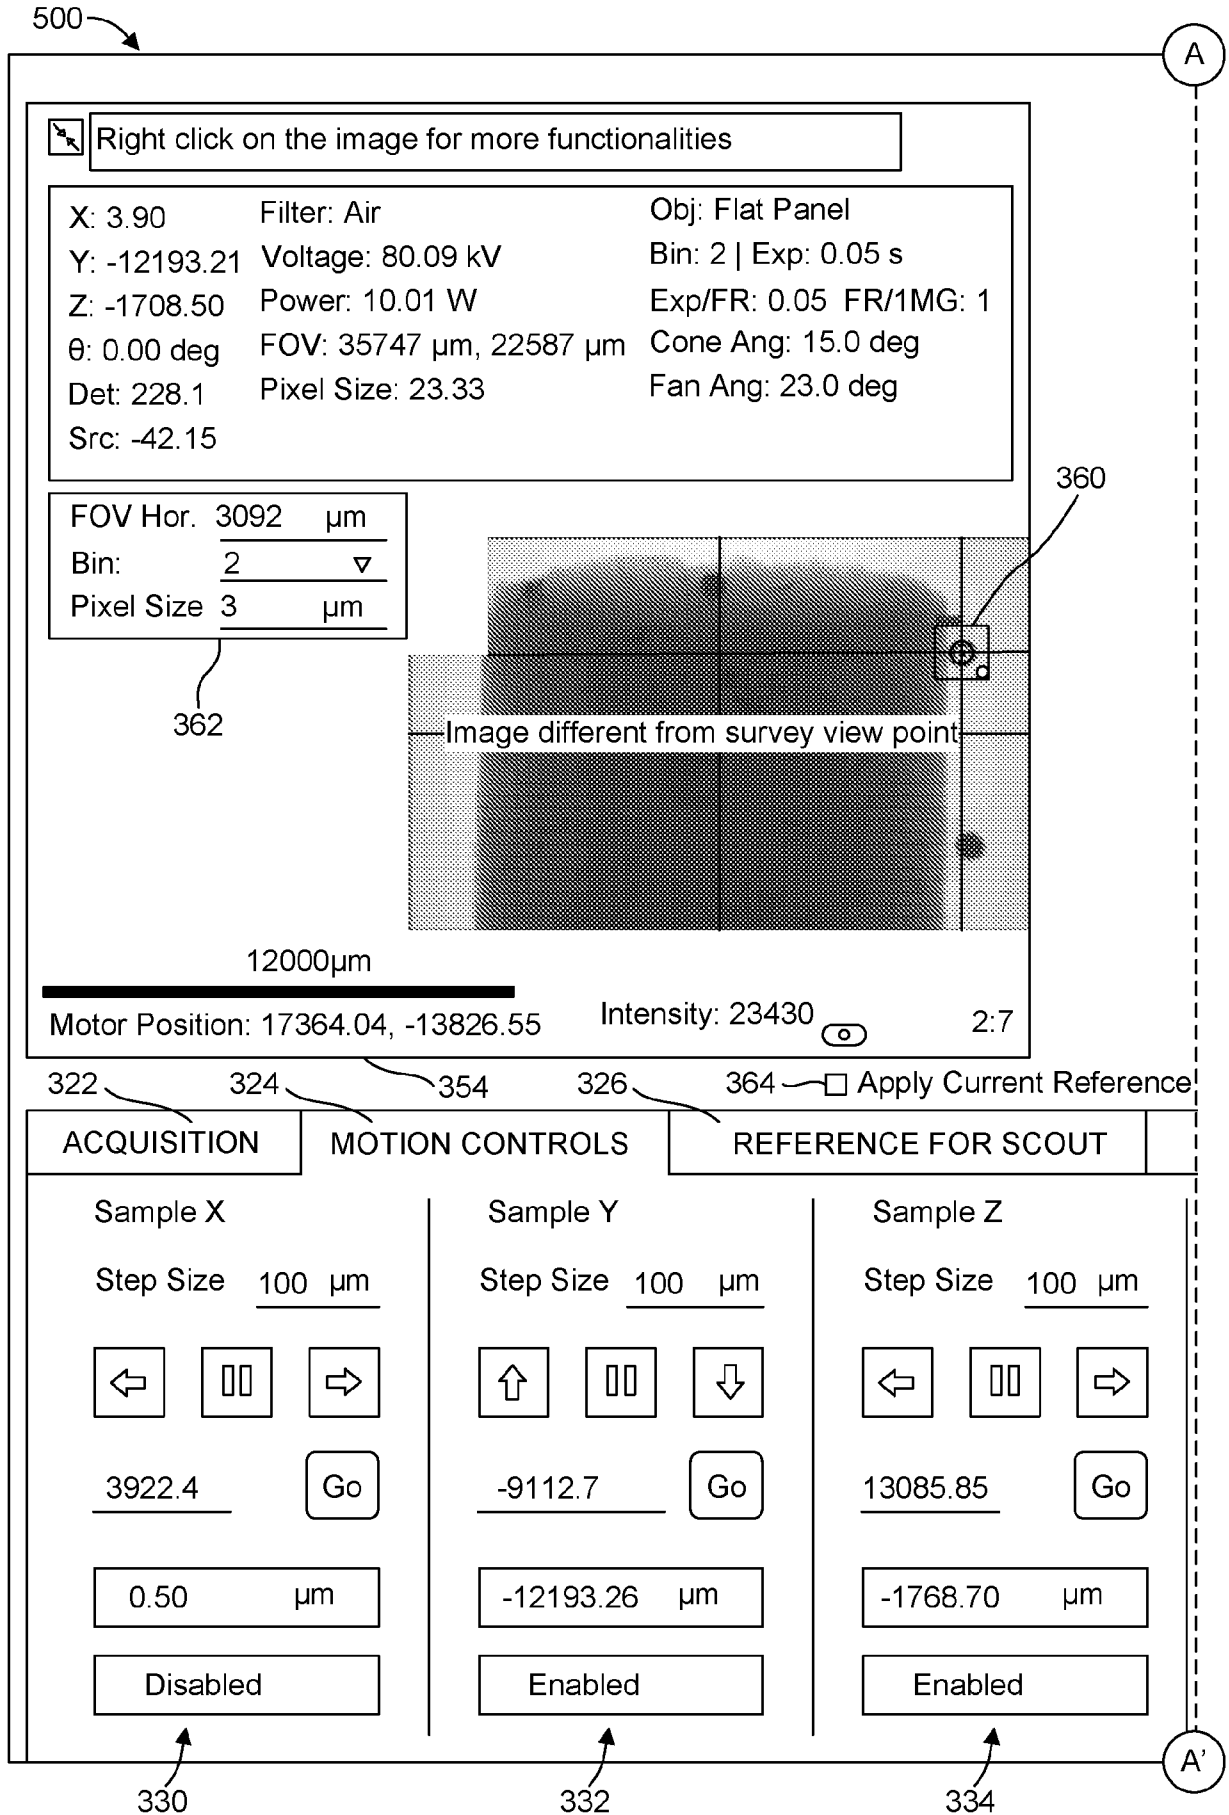 500
A
Right click on the image for more functionalities
X: 3.90 Filter: Air Obj: Flat Panel
Y: -12193.21 Voltage: 80.09 kV Bin: 2 | Exp: 0.05 s
Z: -1708.50 Power: 10.01 W Exp/FR: 0.05 FR/1MG: 1
θ: 0.00 deg FOV: 35747 µm, 22587 µm Cone Ang: 15.0 deg
Det: 228.1 Pixel Size: 23.33 Fan Ang: 23.0 deg
Src: -42.15
360
FOV Hor. 3092 µm
Bin: 2
Pixel Size 3 µm
362
Image different from survey view point
12000µm
Motor Position: 17364.04, -13826.55 Intensity: 23430 2:7
322 324 354 326 364 Apply Current Reference
ACQUISITION MOTION CONTROLS REFERENCE FOR SCOUT
Sample X Sample Y Sample Z
Step Size 100 µm Step Size 100 µm Step Size 100 µm
3922.4 Go -9112.7 Go 13085.85 Go
0.50 µm -12193.26 µm -1768.70 µm
Disabled Enabled Enabled
A'
330 332 334